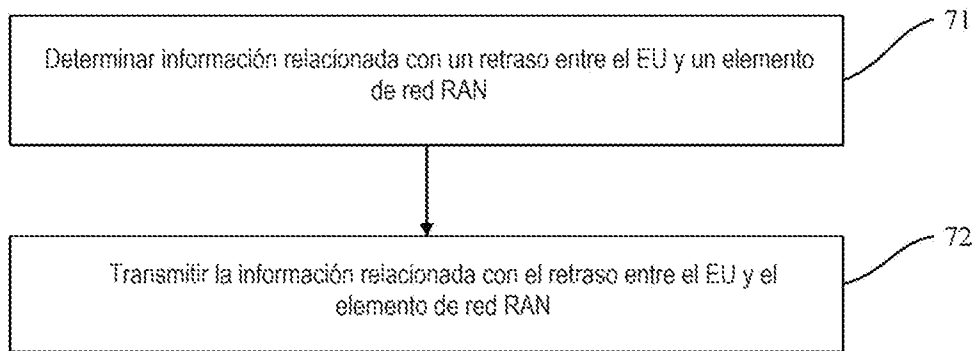 71
Determinar información relacionada con un retraso entre el EU y un elemento
de red RAN
72
Transmitir la información relacionada con el retraso entre el EU y el
elemento de red RAN